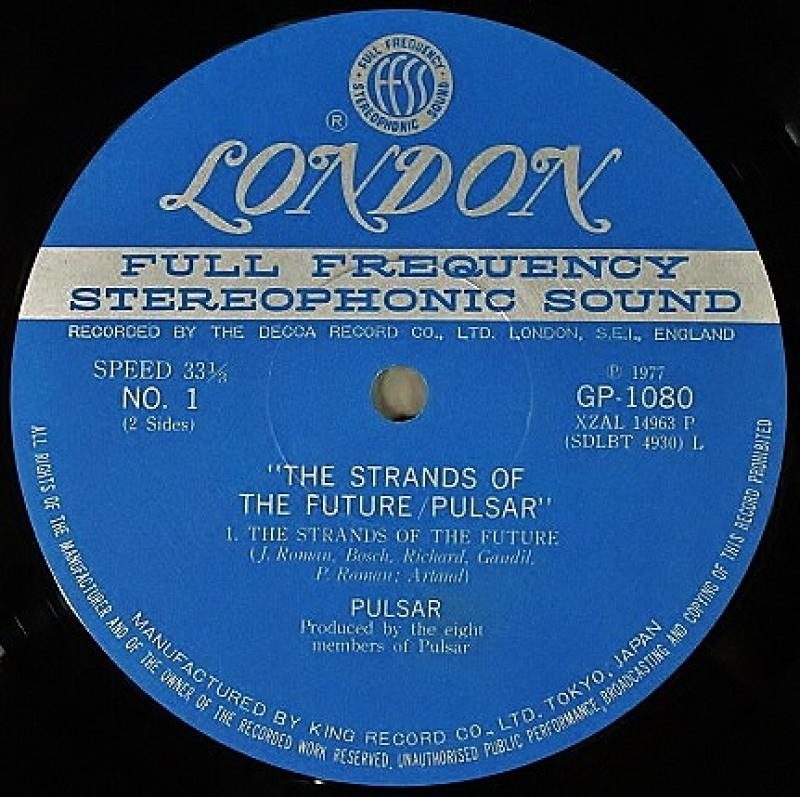 FULL FREQUENCY
STEREOPHONIC SOUND
ffss
®
LONDON
FULL FREQUENCY
STEREOPHONIC SOUND
RECORDED BY THE DECCA RECORD CO., LTD. LONDON, S.E.I., ENGLAND
SPEED 33⅓
NO. 1
(2 Sides)
℗ 1977
GP-1080
XZAL 14963 P
(SDLBT 4930) L
"THE STRANDS OF
THE FUTURE/PULSAR"
1. THE STRANDS OF THE FUTURE
(J. Roman, Bosch, Richard, Gandil,
P. Roman; Artaud)
PULSAR
Produced by the eight
members of Pulsar
MANUFACTURED BY KING RECORD CO., LTD. TOKYO, JAPAN
ALL RIGHTS OF THE MANUFACTURER AND OF THE OWNER OF THE RECORDED WORK RESERVED, UNAUTHORISED PUBLIC PERFORMANCE, BROADCASTING AND COPYING OF THIS RECORD PROHIBITED